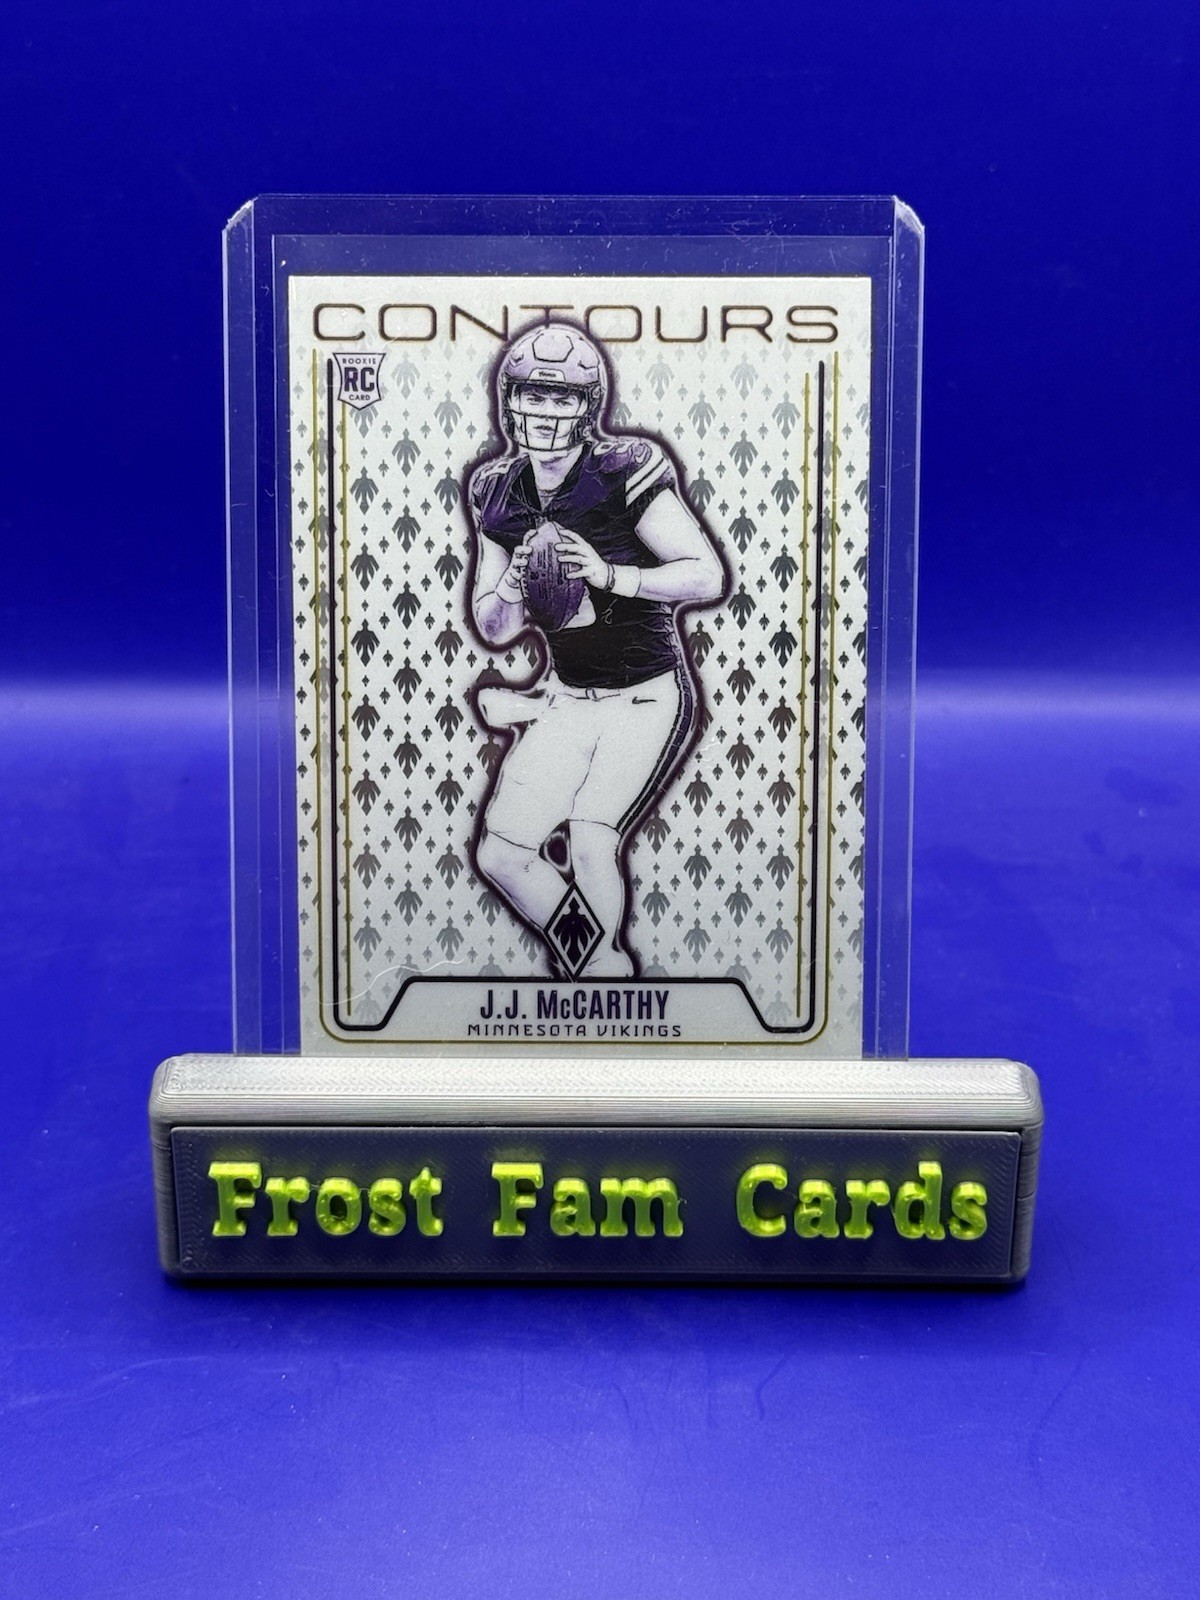 CONTOURS
ROOKIE
RC
CARD
J.J. McCARTHY
MINNESOTA VIKINGS
Frost Fam Cards